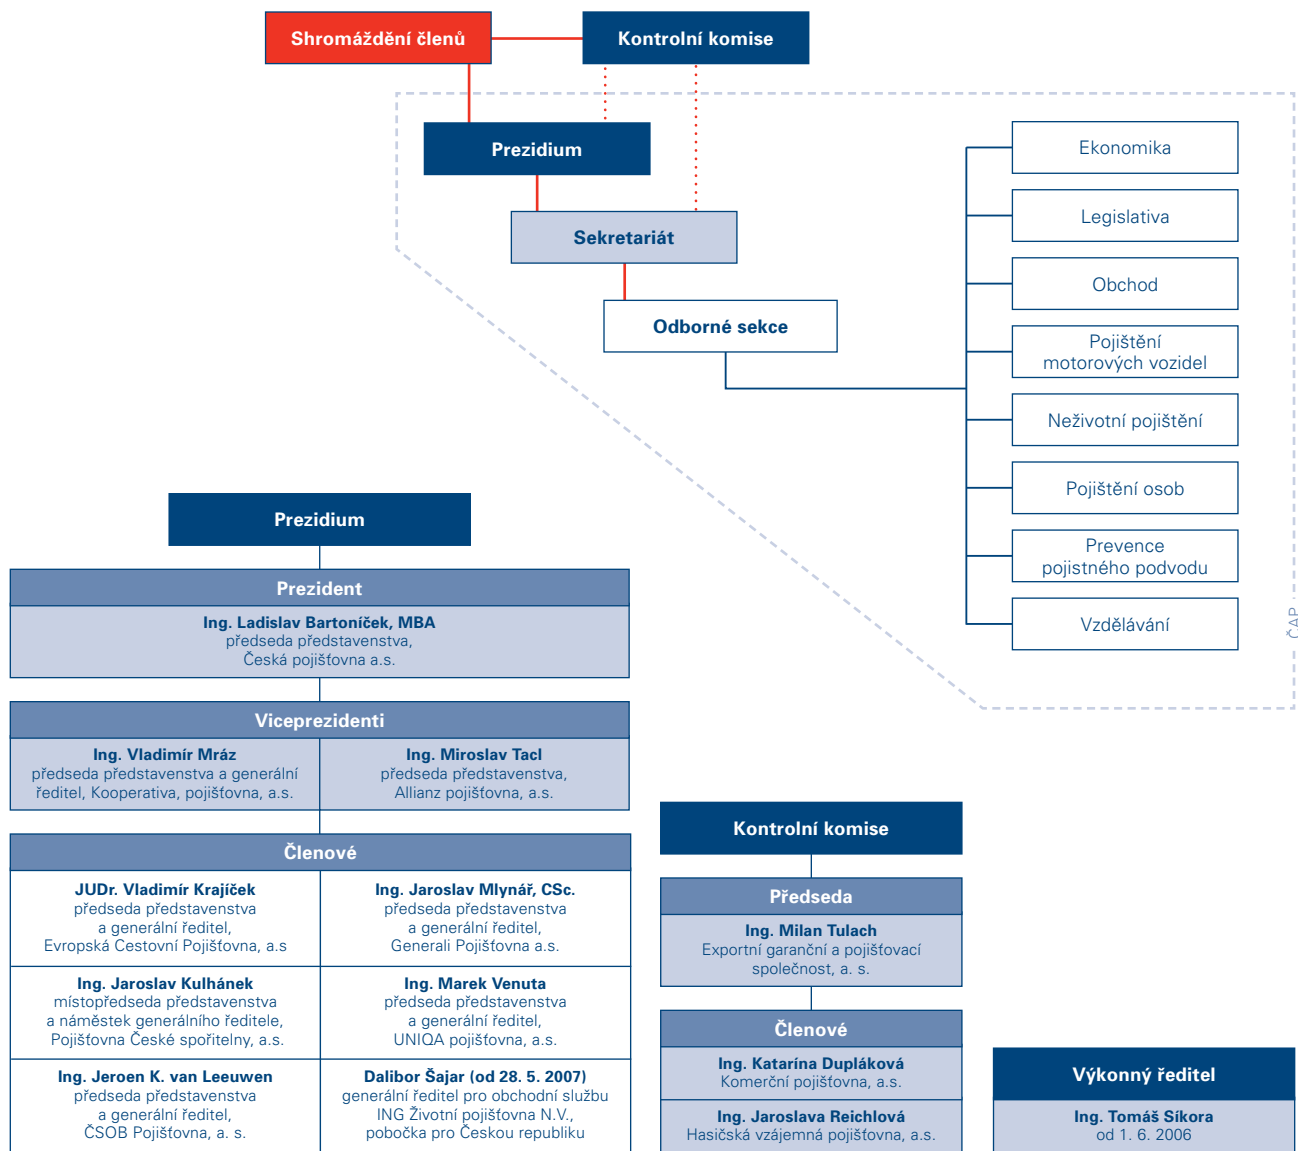 Shromáždění členů
Kontrolní komise
Prezidium
Sekretariát
Odborné sekce
Ekonomika
Legislativa
Obchod
Pojištění
motorových vozidel
Neživotní pojištění
Pojištění osob
Prevence
pojistného podvodu
Vzdělávání
ČAP
Prezidium
Prezident
Ing. Ladislav Bartoníček, MBA
předseda představenstva,
Česká pojišťovna a.s.
Viceprezidenti
Ing. Vladimír Mráz
předseda představenstva a generální
ředitel, Kooperativa, pojišťovna, a.s.
Ing. Miroslav Tacl
předseda představenstva,
Allianz pojišťovna, a.s.
Členové
JUDr. Vladimír Krajíček
předseda představenstva
a generální ředitel,
Evropská Cestovní Pojišťovna, a.s
Ing. Jaroslav Mlynář, CSc.
předseda představenstva
a generální ředitel,
Generali Pojišťovna a.s.
Ing. Jaroslav Kulhánek
místopředseda představenstva
a náměstek generálního ředitele,
Pojišťovna České spořitelny, a.s.
Ing. Marek Venuta
předseda představenstva
a generální ředitel,
UNIQA pojišťovna, a.s.
Ing. Jeroen K. van Leeuwen
předseda představenstva
a generální ředitel,
ČSOB Pojišťovna, a. s.
Dalibor Šajar (od 28. 5. 2007)
generální ředitel pro obchodní službu
ING Životní pojišťovna N.V.,
pobočka pro Českou republiku
Kontrolní komise
Předseda
Ing. Milan Tulach
Exportní garanční a pojišťovací
společnost, a. s.
Členové
Ing. Katarína Dupláková
Komerční pojišťovna, a.s.
Ing. Jaroslava Reichlová
Hasičská vzájemná pojišťovna, a.s.
Výkonný ředitel
Ing. Tomáš Síkora
od 1. 6. 2006